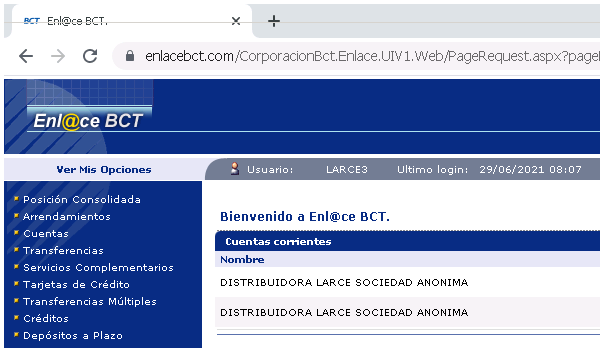 BCT Enl@ce BCT.
enlacebct.com/CorporacionBct.Enlace.UIV1.Web/PageRequest.aspx?page
Enl@ce BCT
Ver Mis Opciones
Usuario: LARCE3 Ultimo login: 29/06/2021 08:07
Posición Consolidada
Arrendamientos
Cuentas
Transferencias
Servicios Complementarios
Tarjetas de Crédito
Transferencias Múltiples
Créditos
Depósitos a Plazo
Bienvenido a Enl@ce BCT.
Cuentas corrientes
Nombre
DISTRIBUIDORA LARCE SOCIEDAD ANONIMA
DISTRIBUIDORA LARCE SOCIEDAD ANONIMA